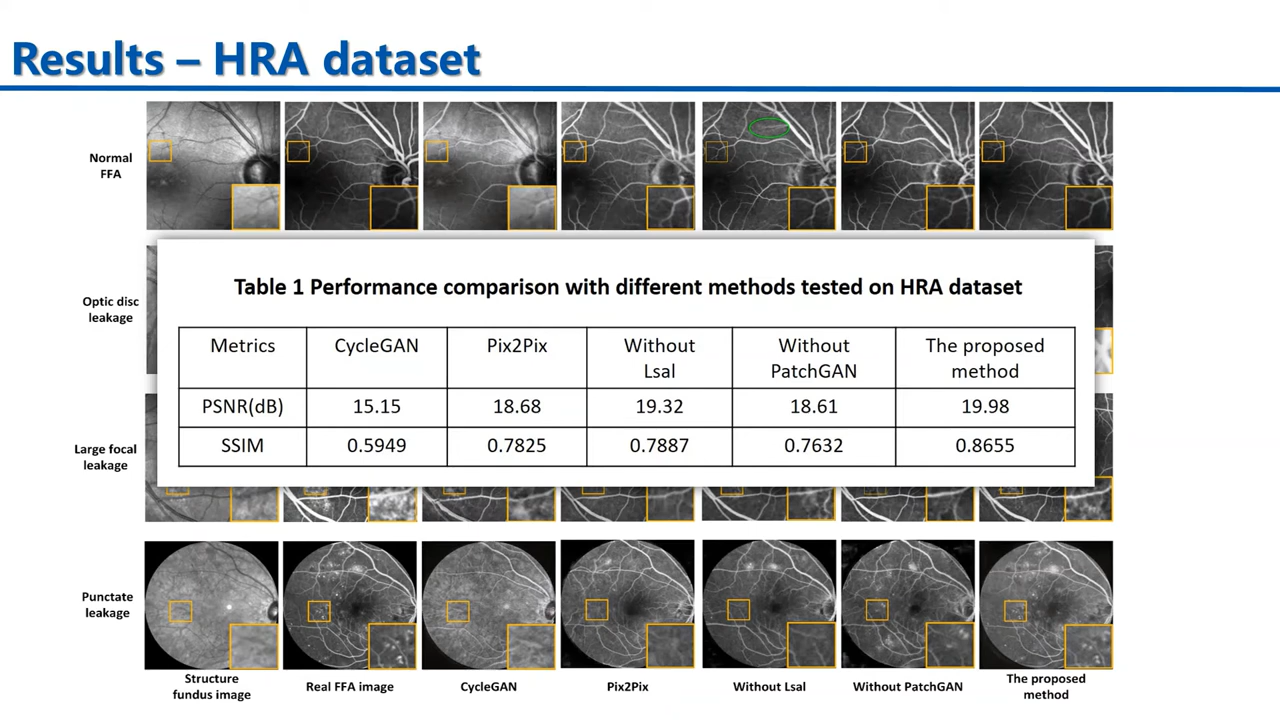 Results – HRA dataset
Normal
FFA
Optic disc
leakage
Table 1 Performance comparison with different methods tested on HRA dataset
Metrics CycleGAN Pix2Pix Without Lsal Without PatchGAN The proposed method
PSNR(dB) 15.15 18.68 19.32 18.61 19.98
SSIM 0.5949 0.7825 0.7887 0.7632 0.8655
Large focal
leakage
Punctate
leakage
Structure fundus image Real FFA image CycleGAN Pix2Pix Without Lsal Without PatchGAN The proposed method